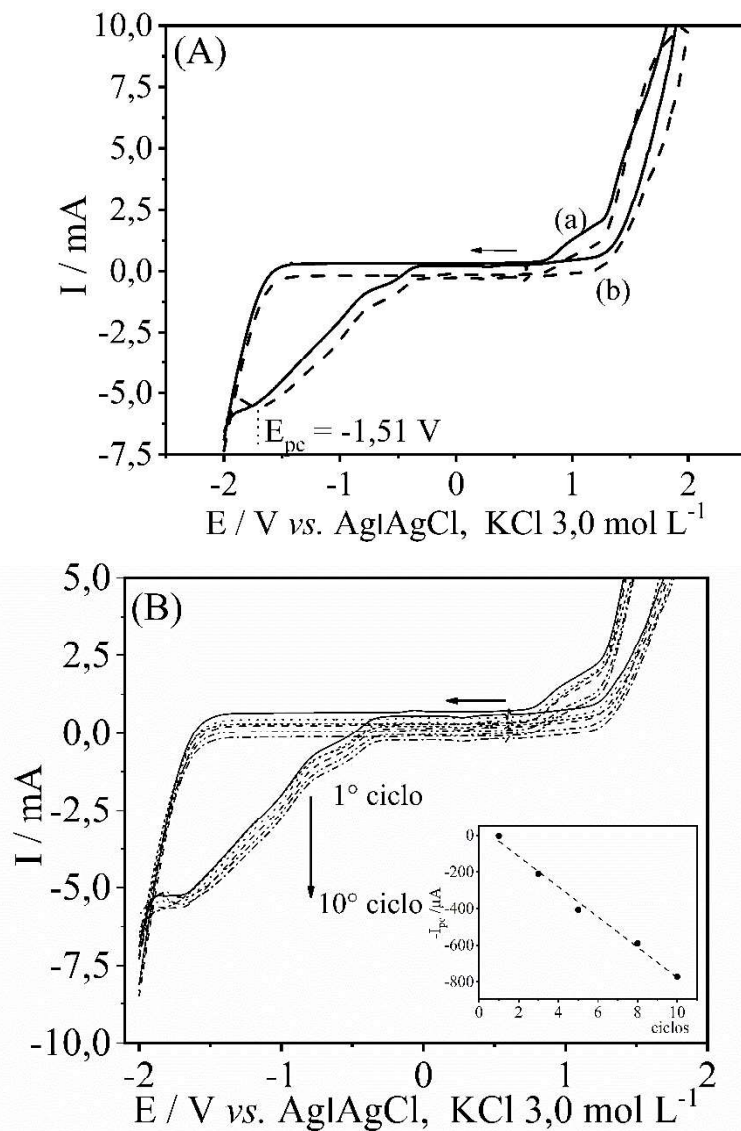 (A)
10,0
7,5
5,0
2,5
0,0
-2,5
-5,0
-7,5
I / mA
(a)
(b)
E_pc = -1,51 V
-2 -1 0 1 2
E / V vs. Ag|AgCl, KCl 3,0 mol L⁻¹
(B)
5,0
2,5
0,0
-2,5
-5,0
-7,5
-10,0
I / mA
1° ciclo
10° ciclo
0
-200
-400
-600
-800
-I_pc /µA
0 2 4 6 8 10
ciclos
-2 -1 0 1 2
E / V vs. Ag|AgCl, KCl 3,0 mol L⁻¹